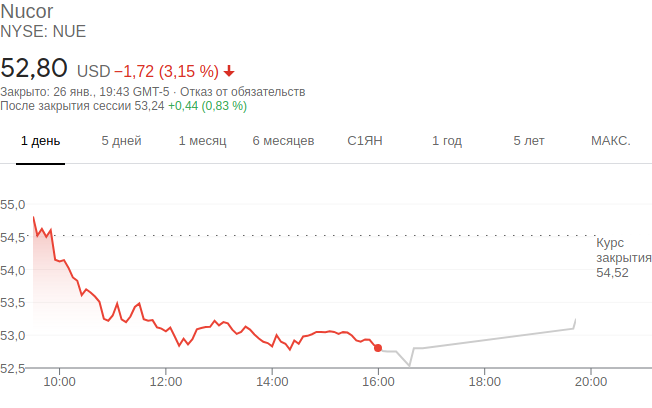 Nucor
NYSE: NUE
52,80 USD −1,72 (3,15 %)
Закрыто: 26 янв., 19:43 GMT-5 · Отказ от обязательств
После закрытия сессии 53,24 +0,44 (0,83 %)
1 день 5 дней 1 месяц 6 месяцев С1ЯН 1 год 5 лет МАКС.
55,0
54,5
Курс
закрытия
54,52
54,0
53,5
53,0
52,5
10:00 12:00 14:00 16:00 18:00 20:00